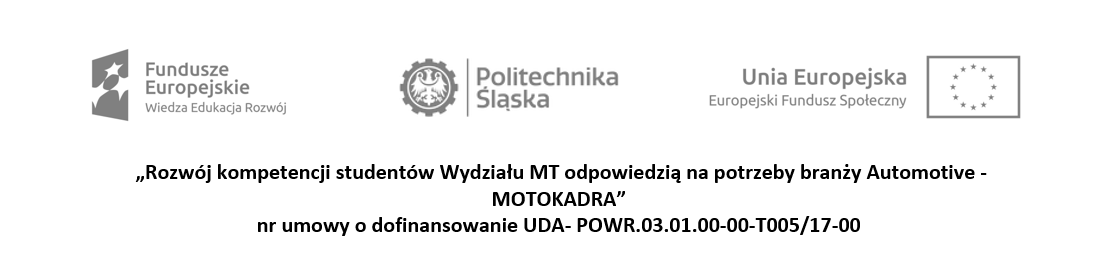 Fundusze
Europejskie
Wiedza Edukacja Rozwój
Politechnika
Śląska
Unia Europejska
Europejski Fundusz Społeczny
„Rozwój kompetencji studentów Wydziału MT odpowiedzią na potrzeby branży Automotive -
MOTOKADRA”
nr umowy o dofinansowanie UDA- POWR.03.01.00-00-T005/17-00